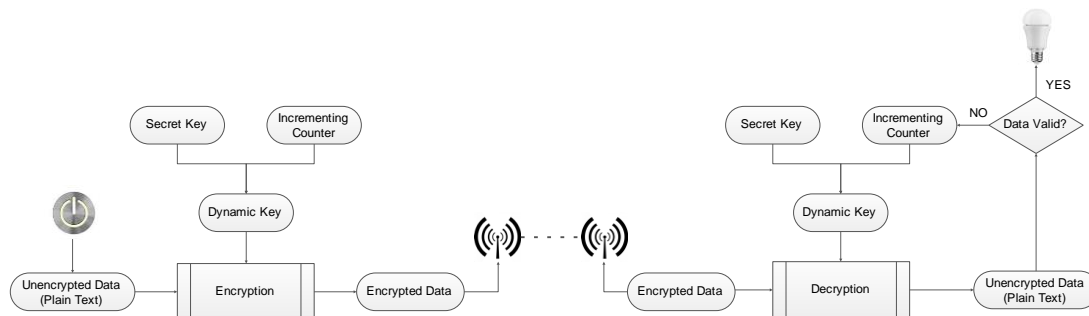 YES
Secret Key
Incrementing
Counter
Secret Key
Incrementing
Counter
NO
Data Valid?
Dynamic Key
Dynamic Key
Unencrypted Data
(Plain Text)
Encryption
Encrypted Data
Encrypted Data
Decryption
Unencrypted Data
(Plain Text)